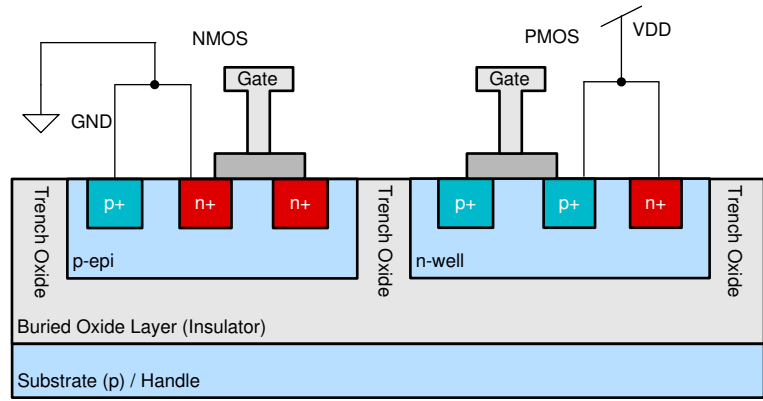 NMOS
PMOS
VDD
Gate
Gate
GND
Trench Oxide
p+
n+
n+
Trench Oxide
p+
p+
n+
Trench Oxide
p-epi
n-well
Buried Oxide Layer (Insulator)
Substrate (p) / Handle